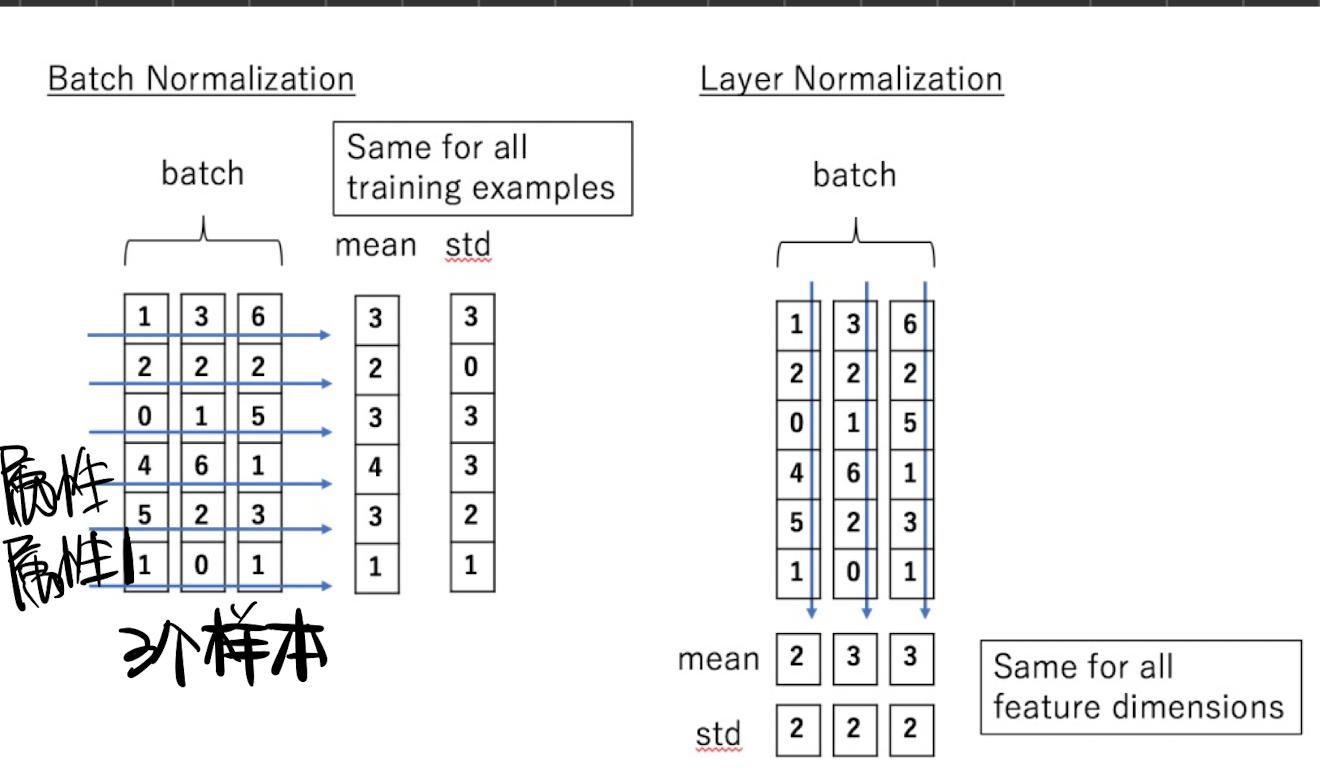 Batch Normalization
batch
Same for all
training examples
mean std
1 3 6 3 3
2 2 2 2 0
0 1 5 3 3
属性 4 6 1 4 3
5 2 3 3 2
属性1 1 0 1 1 1
3个样本
Layer Normalization
batch
1 3 6
2 2 2
0 1 5
4 6 1
5 2 3
1 0 1
mean 2 3 3
std 2 2 2
Same for all
feature dimensions